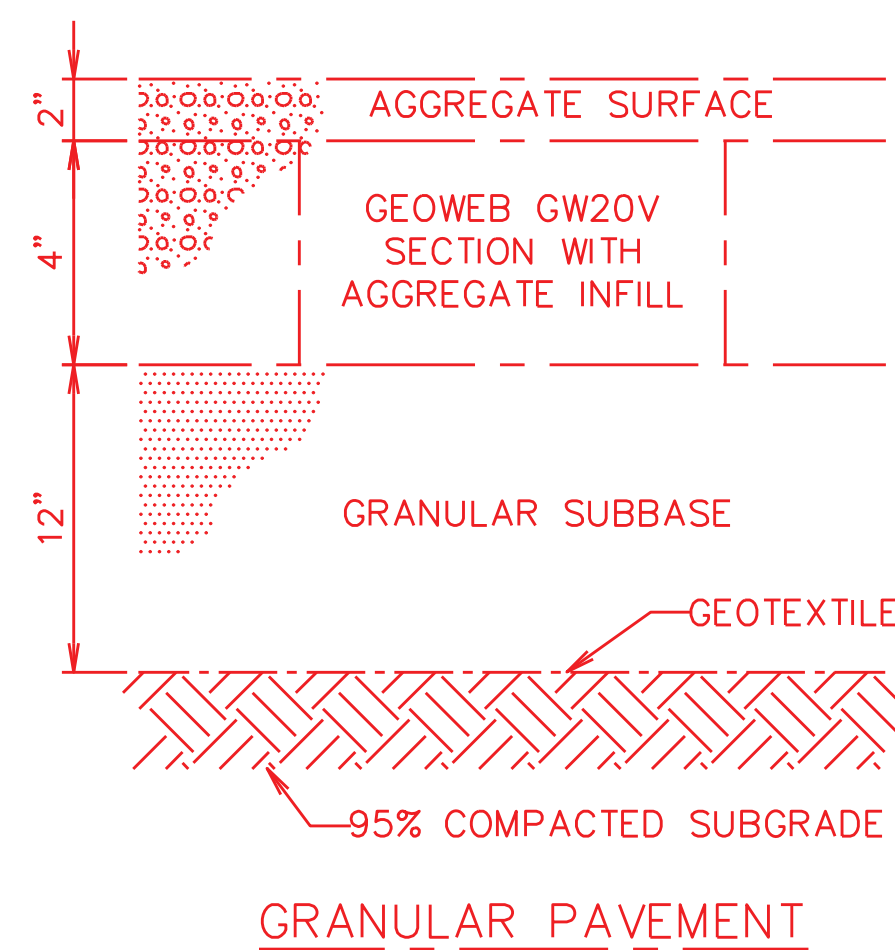 2”
AGGREGATE SURFACE
4”
GEOWEB GW20V
SECTION WITH
AGGREGATE INFILL
12”
GRANULAR SUBBASE
GEOTEXTILE
95% COMPACTED SUBGRADE
GRANULAR PAVEMENT